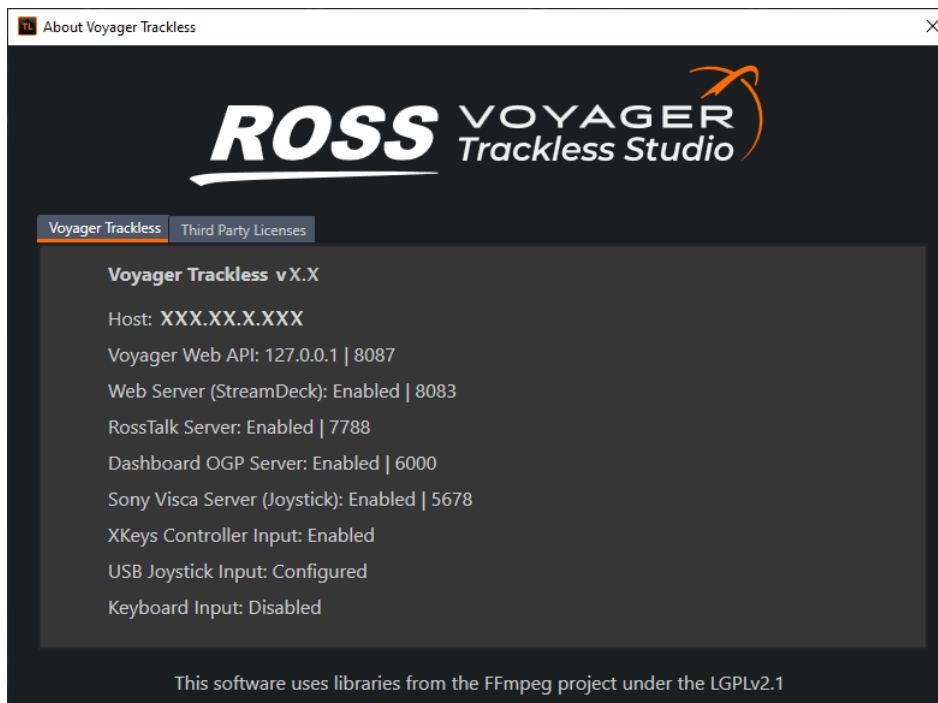 TL About Voyager Trackless
ROSS VOYAGER
Trackless Studio
Voyager Trackless Third Party Licenses
Voyager Trackless vX.X
Host: XXX.XX.X.XXX
Voyager Web API: 127.0.0.1 | 8087
Web Server (StreamDeck): Enabled | 8083
RossTalk Server: Enabled | 7788
Dashboard OGP Server: Enabled | 6000
Sony Visca Server (Joystick): Enabled | 5678
XKeys Controller Input: Enabled
USB Joystick Input: Configured
Keyboard Input: Disabled
This software uses libraries from the FFmpeg project under the LGPLv2.1